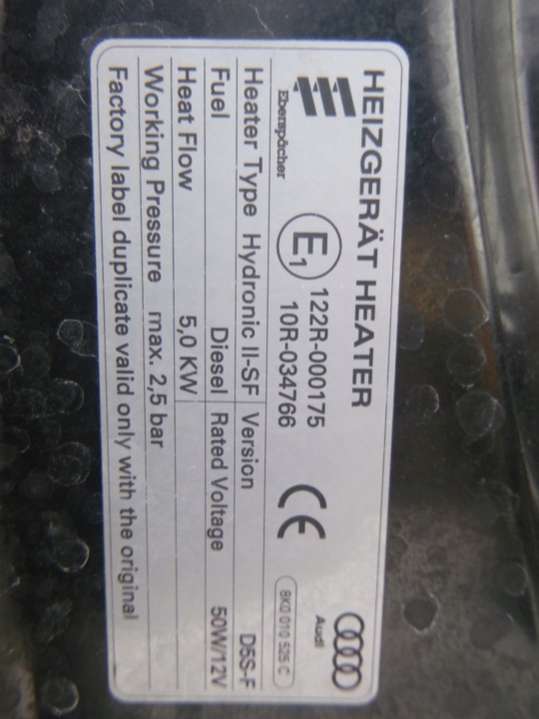 HEIZGERÄT HEATER
Eberspächer
E1
122R-000175
10R-034766
CE
Audi
8K0 010 525 C
Heater Type Hydronic II-SF Version D5S-F
Fuel Diesel Rated Voltage 50W/12V
Heat Flow 5,0 KW
Working Pressure max. 2,5 bar
Factory label duplicate valid only with the original